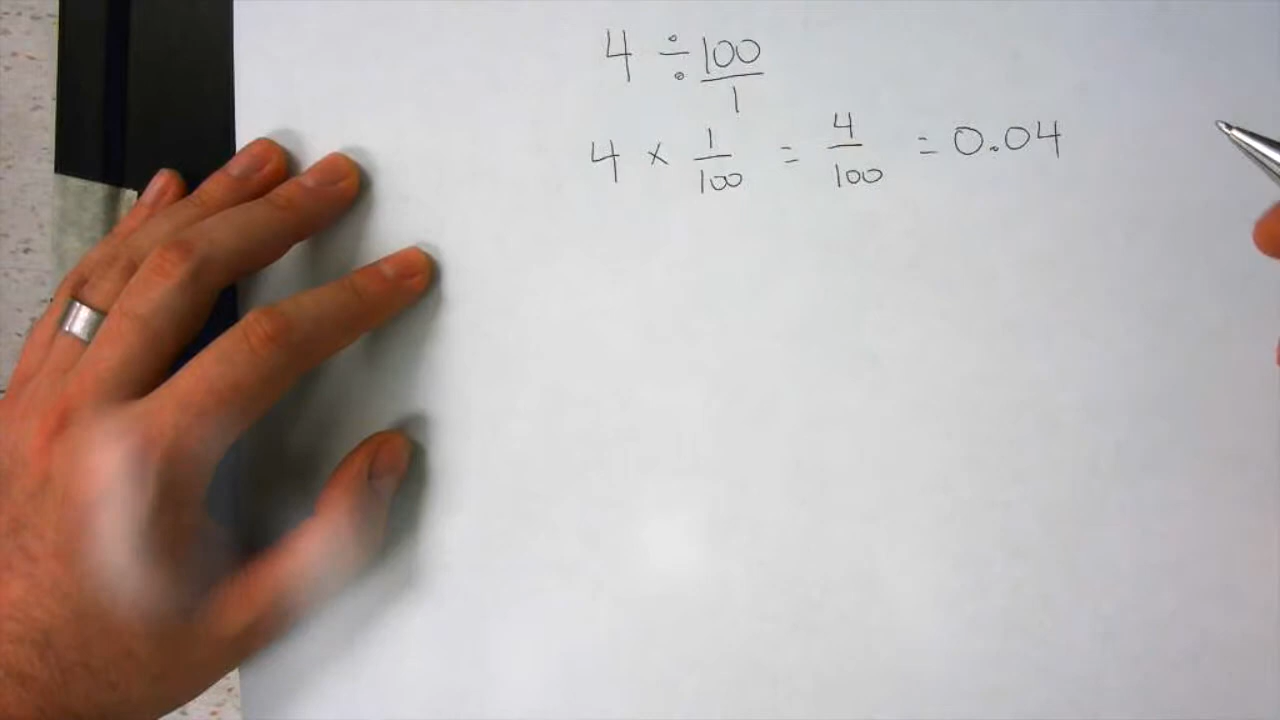 4 ÷ 100/1
4 × 1/100 = 4/100 = 0.04